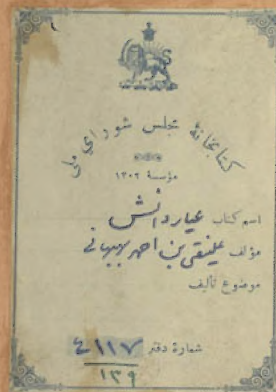 کتابخانهٔ مجلس شورای ملی
مؤسسهٔ ۱۳۰۲
اسم کتاب عیار دانش
مؤلف علینقی بن احمد بهبهانی
موضوع تألیف
شمارهٔ دفتر ۴۱۱۷
۱۳۹